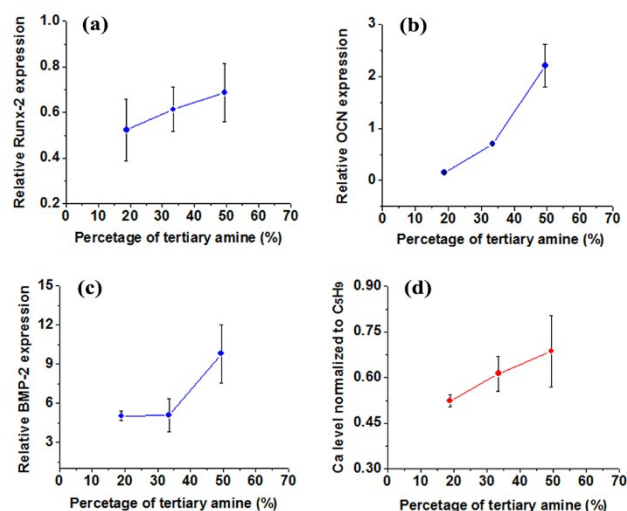 (a)
Relative Runx-2 expression
1.0
0.8
0.6
0.4
0.2
0 10 20 30 40 50 60 70
Percetage of tertiary amine (%)
(b)
Relative OCN expression
3
2
1
0
0 10 20 30 40 50 60 70
Percetage of tertiary amine (%)
(c)
Relative BMP-2 expression
15
12
9
6
3
0 10 20 30 40 50 60 70
Percetage of tertiary amine (%)
(d)
Ca level normalized to C5H9
0.90
0.75
0.60
0.45
0.30
0 10 20 30 40 50 60 70
Percetage of tertiary amine (%)